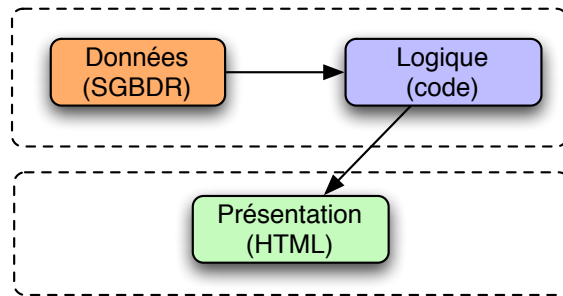 Données
(SGBDR)
Logique
(code)
Présentation
(HTML)